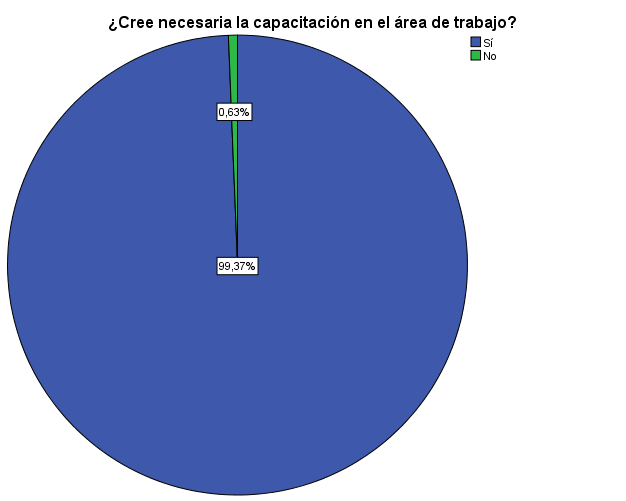 ¿Cree necesaria la capacitación en el área de trabajo?
Sí
No
0,63%
99,37%